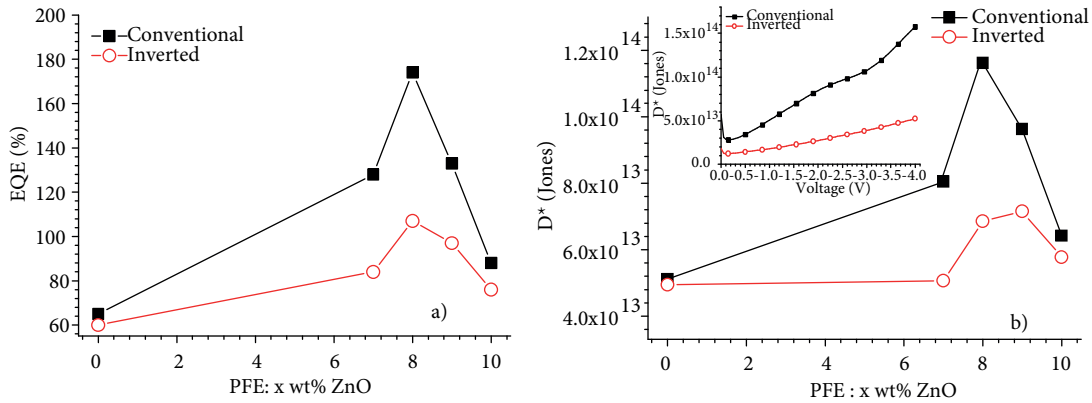 200
180
160
140
120
100
80
60
EQE (%)
Conventional
Inverted
a)
0 2 4 6 8 10
PFE: x wt% ZnO
1.2x10 14
1.0x10 14
8.0x10 13
6.0x10 13
4.0x10 13
D* (Jones)
Conventional
Inverted
1.5x10 14
1.0x10 14
5.0x10 13
0.0
D* (Jones)
Conventional
Inverted
0.0 -0.5 -1.0 -1.5 -2.0 -2.5 -3.0 -3.5 -4.0
Voltage (V)
b)
0 2 4 6 8 10
PFE : x wt% ZnO